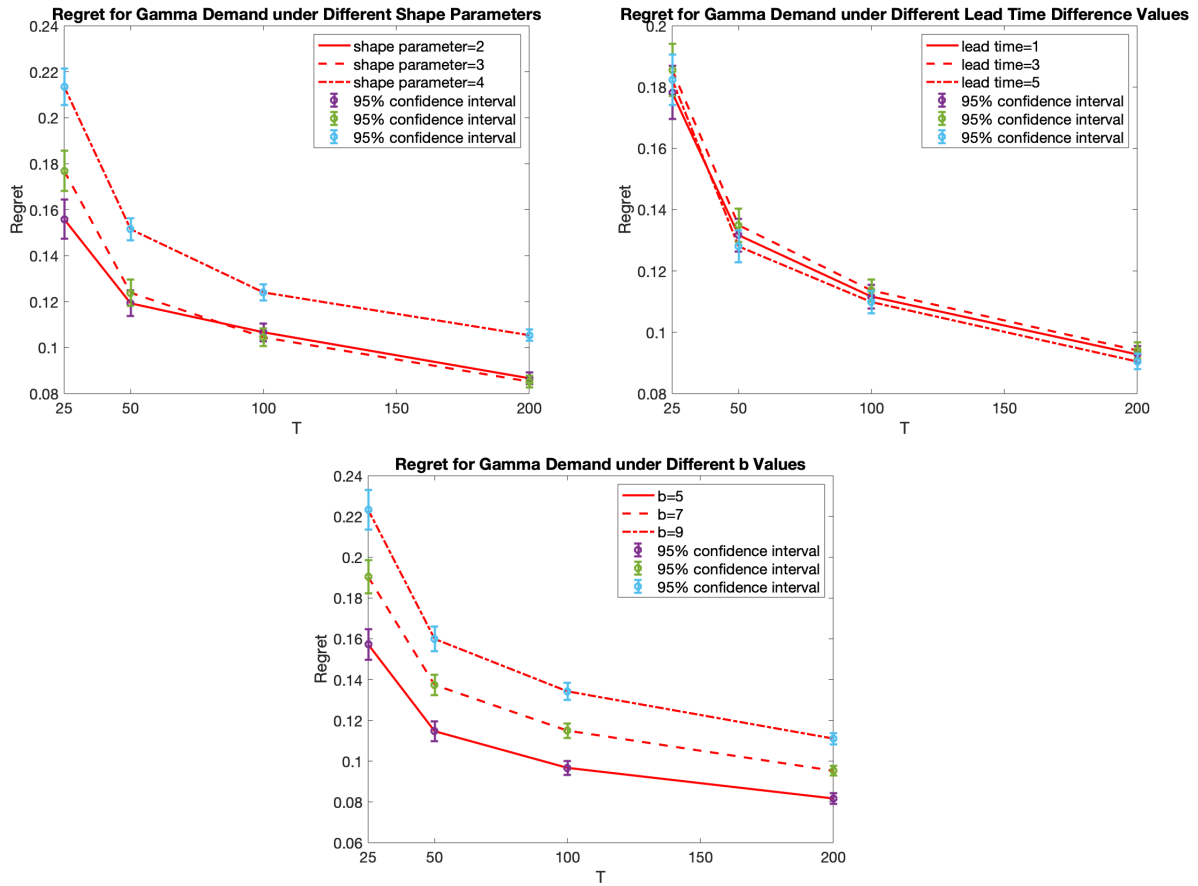 Regret for Gamma Demand under Different Shape Parameters
0.24
0.22
0.2
0.18
0.16
0.14
0.12
0.1
0.08
Regret
25
50
100
150
200
T
shape parameter=2
shape parameter=3
shape parameter=4
95% confidence interval
95% confidence interval
95% confidence interval
Regret for Gamma Demand under Different Lead Time Difference Values
0.2
0.18
0.16
0.14
0.12
0.1
0.08
Regret
25
50
100
150
200
T
lead time=1
lead time=3
lead time=5
95% confidence interval
95% confidence interval
95% confidence interval
Regret for Gamma Demand under Different b Values
0.24
0.22
0.2
0.18
0.16
0.14
0.12
0.1
0.08
0.06
Regret
25
50
100
150
200
T
b=5
b=7
b=9
95% confidence interval
95% confidence interval
95% confidence interval